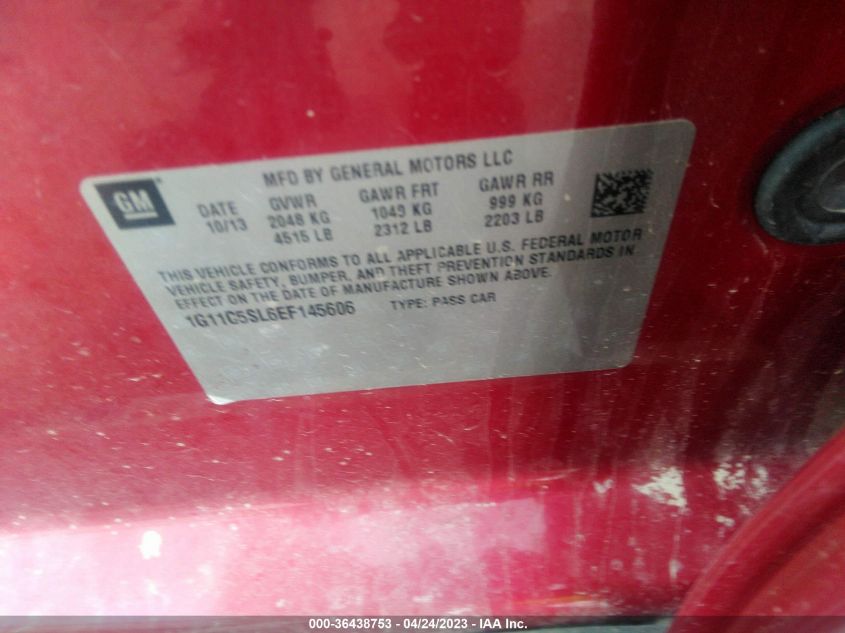 GM
MFD BY GENERAL MOTORS LLC
DATE GVWR GAWR FRT GAWR RR
10/13 2048 KG 1049 KG 999 KG
4515 LB 2312 LB 2203 LB
THIS VEHICLE CONFORMS TO ALL APPLICABLE U.S. FEDERAL MOTOR
VEHICLE SAFETY, BUMPER, AND THEFT PREVENTION STANDARDS IN
EFFECT ON THE DATE OF MANUFACTURE SHOWN ABOVE.
1G11C5SL6EF145606 TYPE: PASS CAR
000-36438753 - 04/24/2023 - IAA Inc.